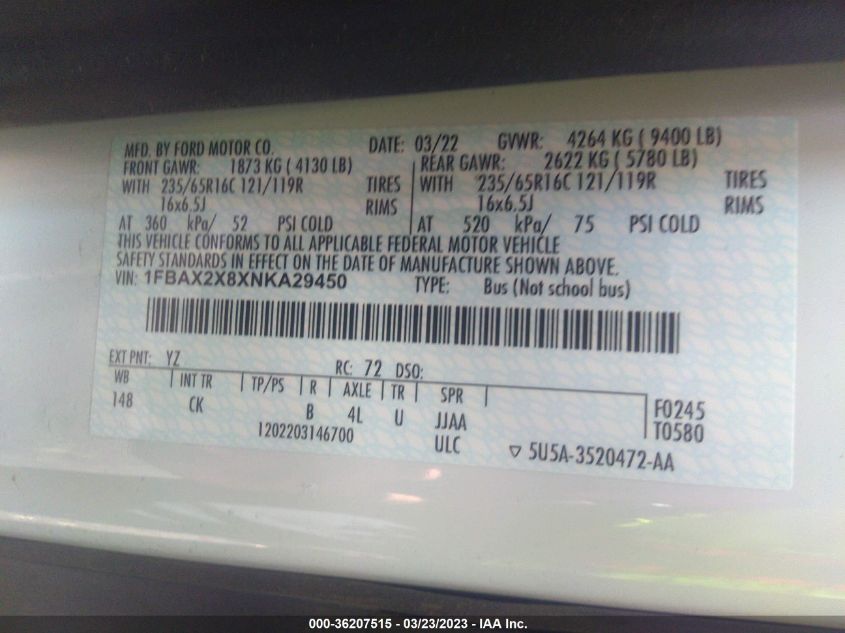 MFD. BY FORD MOTOR CO. DATE: 03/22 GVWR: 4264 KG ( 9400 LB)
FRONT GAWR: 1873 KG ( 4130 LB) REAR GAWR: 2622 KG ( 5780 LB)
WITH 235/65R16C 121/119R TIRES WITH 235/65R16C 121/119R TIRES
16x6.5J RIMS 16x6.5J RIMS
AT 360 kPa/ 52 PSI COLD AT 520 kPa/ 75 PSI COLD
THIS VEHICLE CONFORMS TO ALL APPLICABLE FEDERAL MOTOR VEHICLE
SAFETY STANDARDS IN EFFECT ON THE DATE OF MANUFACTURE SHOWN ABOVE.
VIN: 1FBAX2X8XNKA29450 TYPE: Bus (Not school bus)
EXT PNT: YZ RC: 72 DSO:
WB INT TR TP/PS R AXLE TR SPR
148 CK B 4L U JJAA F0245
1202203146700 ULC T0580
▽ 5U5A-3520472-AA
000-36207515 - 03/23/2023 - IAA Inc.